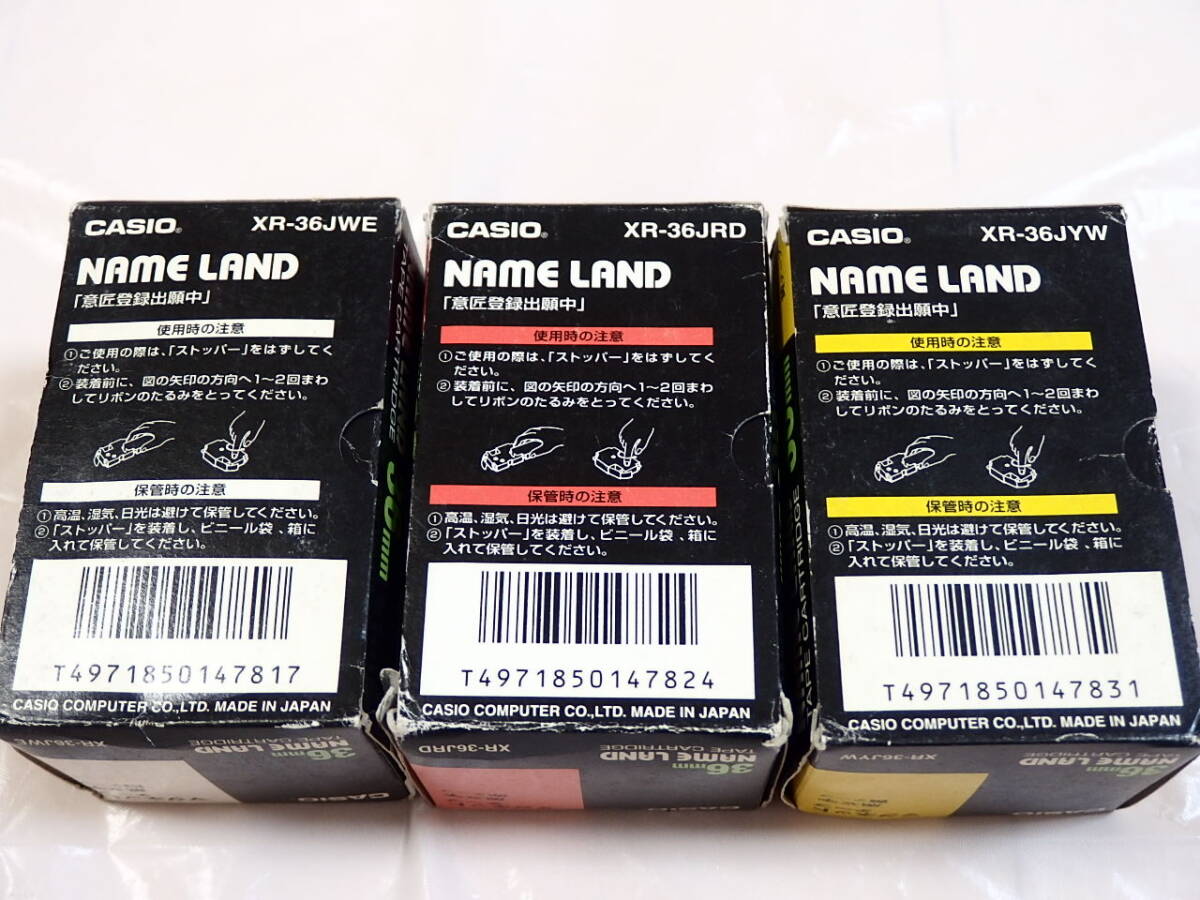 CASIO® XR-36JWE
NAME LAND
「意匠登録出願中」
使用時の注意
①ご使用の際は、「ストッパー」をはずしてく
ださい。
②装着前に、図の矢印の方向へ1〜2回まわ
してリボンのたるみをとってください。
保管時の注意
①高温、湿気、日光は避けて保管してください。
②「ストッパー」を装着し、ビニール袋、箱に
入れて保管してください。
T4971850147817
CASIO COMPUTER CO.,LTD. MADE IN JAPAN
XR-36JWE
36mm
NAME LAND
TAPE CARTRIDGE
CASIO
CASIO® XR-36JRD
NAME LAND
「意匠登録出願中」
使用時の注意
①ご使用の際は、「ストッパー」をはずしてく
ださい。
②装着前に、図の矢印の方向へ1〜2回まわ
してリボンのたるみをとってください。
保管時の注意
①高温、湿気、日光は避けて保管してください。
②「ストッパー」を装着し、ビニール袋、箱に
入れて保管してください。
T4971850147824
CASIO COMPUTER CO.,LTD. MADE IN JAPAN
XR-36JRD
36mm
NAME LAND
TAPE CARTRIDGE
CASIO
CASIO® XR-36JYW
NAME LAND
「意匠登録出願中」
使用時の注意
①ご使用の際は、「ストッパー」をはずしてく
ださい。
②装着前に、図の矢印の方向へ1〜2回まわ
してリボンのたるみをとってください。
保管時の注意
①高温、湿気、日光は避けて保管してください。
②「ストッパー」を装着し、ビニール袋、箱に
入れて保管してください。
T4971850147831
CASIO COMPUTER CO.,LTD. MADE IN JAPAN
XR-36JYW
36mm
NAME LAND
TAPE CARTRIDGE
CASIO